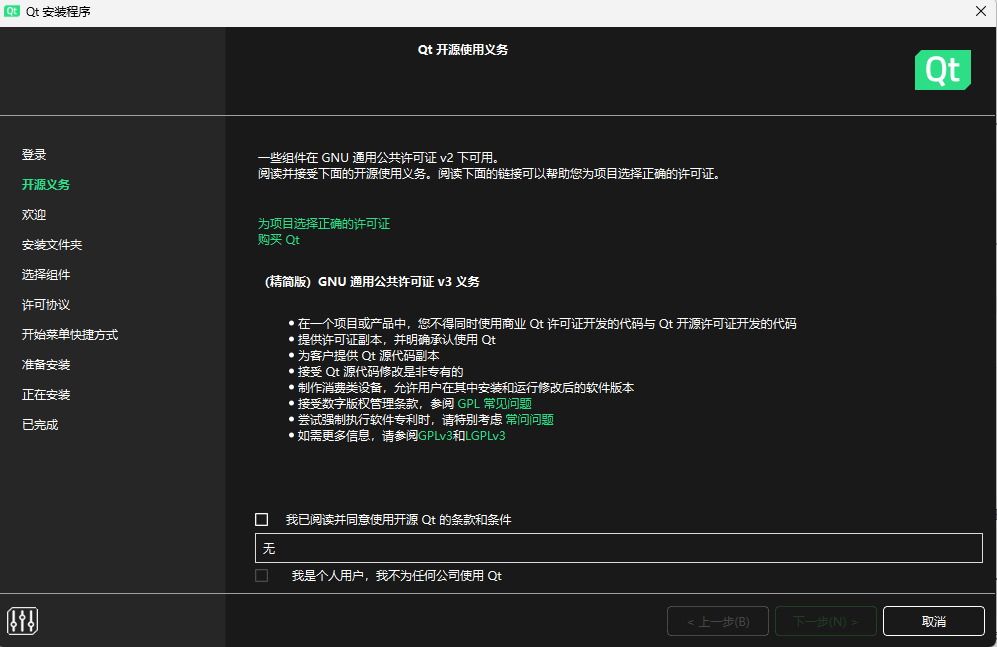 Qt Qt 安装程序
Qt 开源使用义务
Qt
登录
开源义务
欢迎
安装文件夹
选择组件
许可协议
开始菜单快捷方式
准备安装
正在安装
已完成
一些组件在 GNU 通用公共许可证 v2 下可用。
阅读并接受下面的开源使用义务。阅读下面的链接可以帮助您为项目选择正确的许可证。
为项目选择正确的许可证
购买 Qt
(精简版) GNU 通用公共许可证 v3 义务
• 在一个项目或产品中，您不得同时使用商业 Qt 许可证开发的代码与 Qt 开源许可证开发的代码
• 提供许可证副本，并明确承认使用 Qt
• 为客户提供 Qt 源代码副本
• 接受 Qt 源代码修改是非专有的
• 制作消费类设备，允许用户在其中安装和运行修改后的软件版本
• 接受数字版权管理条款，参阅 GPL 常见问题
• 尝试强制执行软件专利时，请特别考虑 常问问题
• 如需更多信息，请参阅GPLv3和LGPLv3
我已阅读并同意使用开源 Qt 的条款和条件
无
我是个人用户，我不为任何公司使用 Qt
< 上一步(B)
下一步(N) >
取消